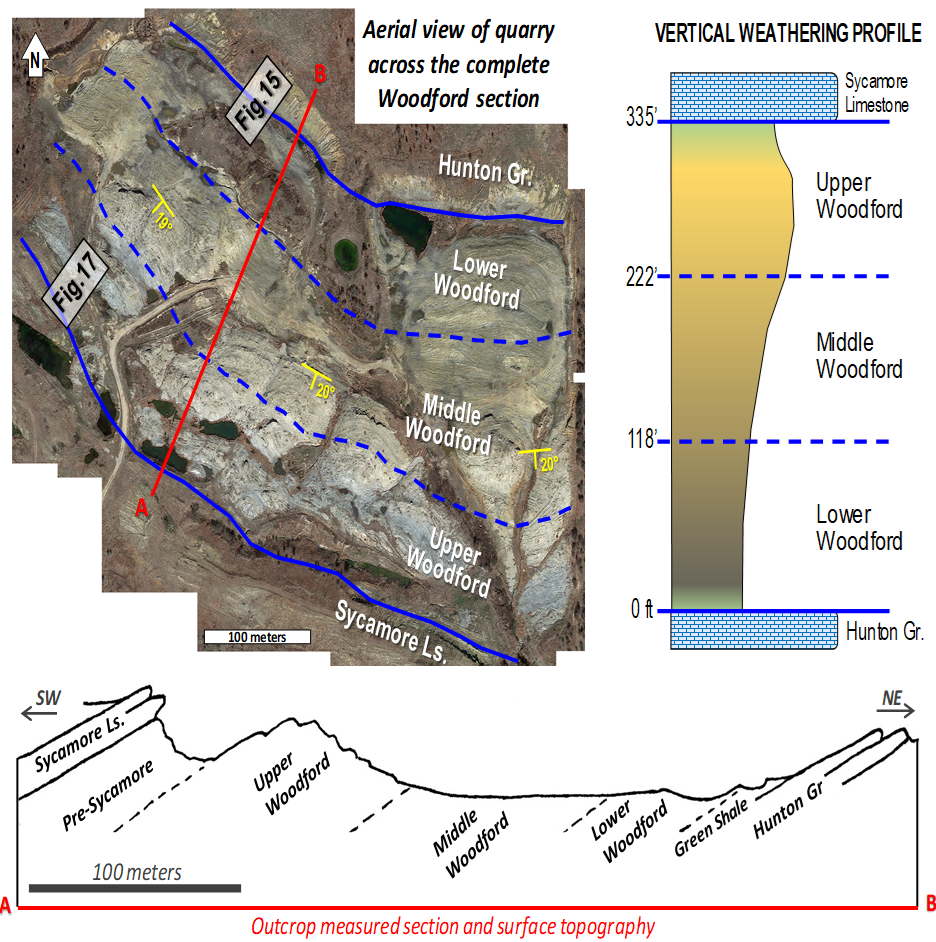 N
Aerial view of quarry
across the complete
Woodford section
B
Fig.15
Hunton Gr.
19°
Fig.17
Lower
Woodford
20°
Middle
Woodford
20°
A
Upper
Woodford
100 meters
Sycamore Ls.
VERTICAL WEATHERING PROFILE
Sycamore
Limestone
335'
Upper
Woodford
222'
Middle
Woodford
118'
Lower
Woodford
0 ft
Hunton Gr.
SW
NE
Sycamore Ls.
Pre-Sycamore
Upper
Woodford
Middle
Woodford
Lower
Woodford
Green Shale
Hunton Gr
100 meters
A
B
Outcrop measured section and surface topography